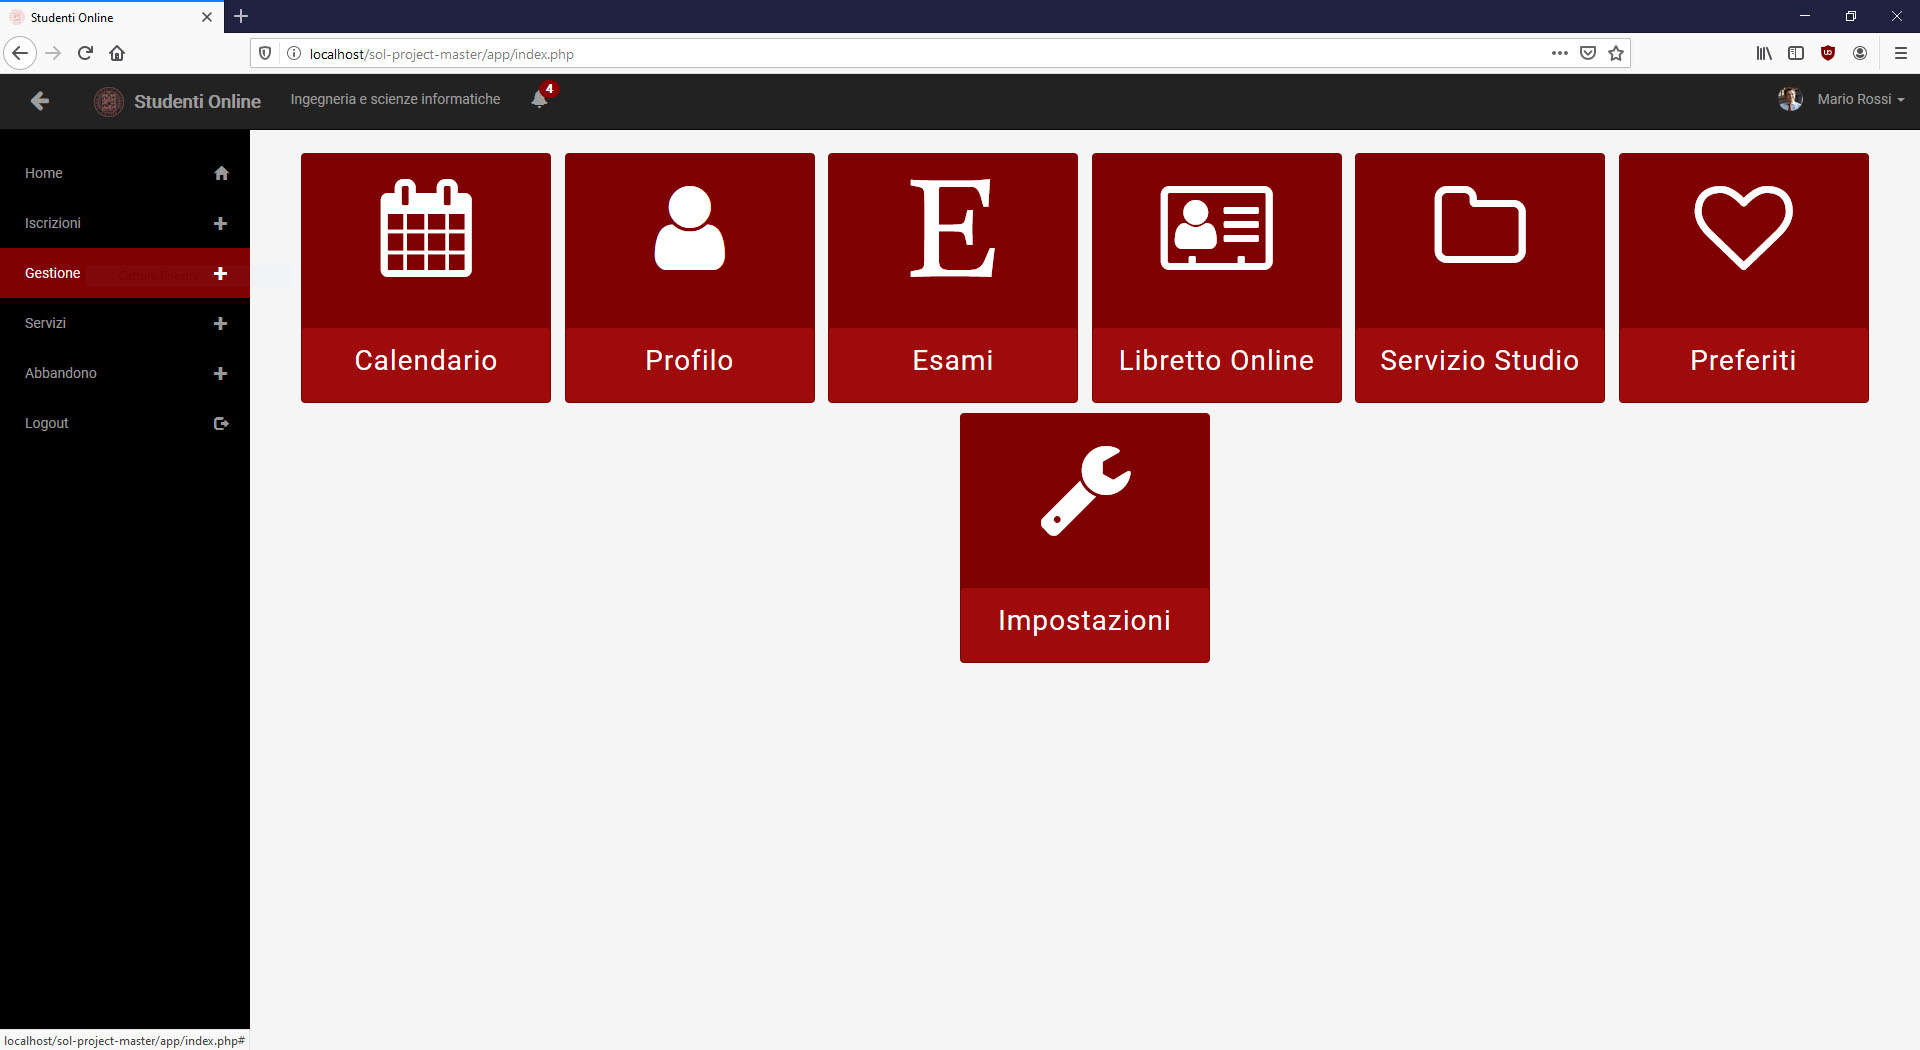 Studenti Online
localhost/sol-project-master/app/index.php
Studenti Online
Ingegneria e scienze informatiche
4
Mario Rossi
Home
Iscrizioni
Gestione
Servizi
Abbandono
Logout
Calendario
Profilo
E
Esami
Libretto Online
Servizio Studio
Preferiti
Impostazioni
localhost/sol-project-master/app/index.php#